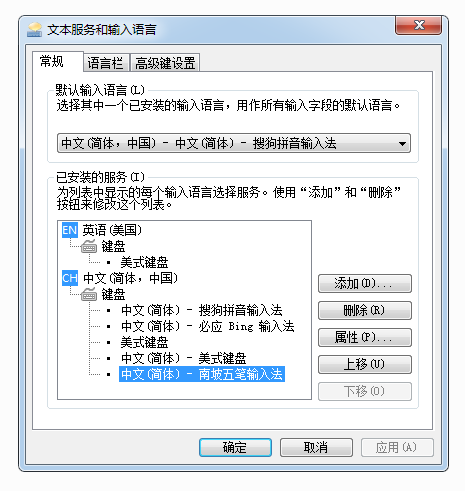 文本服务和输入语言
常规
语言栏
高级键设置
默认输入语言(L)
选择其中一个已安装的输入语言，用作所有输入字段的默认语言。
中文(简体，中国) - 中文(简体) - 搜狗拼音输入法
已安装的服务(I)
为列表中显示的每个输入语言选择服务。使用“添加”和“删除”
按钮来修改这个列表。
EN 英语(美国)
键盘
美式键盘
CH 中文(简体，中国)
键盘
中文(简体) - 搜狗拼音输入法
中文(简体) - 必应 Bing 输入法
美式键盘
中文(简体) - 美式键盘
中文(简体) - 南坡五笔输入法
添加(D)...
删除(R)
属性(P)...
上移(U)
下移(O)
确定
取消
应用(A)